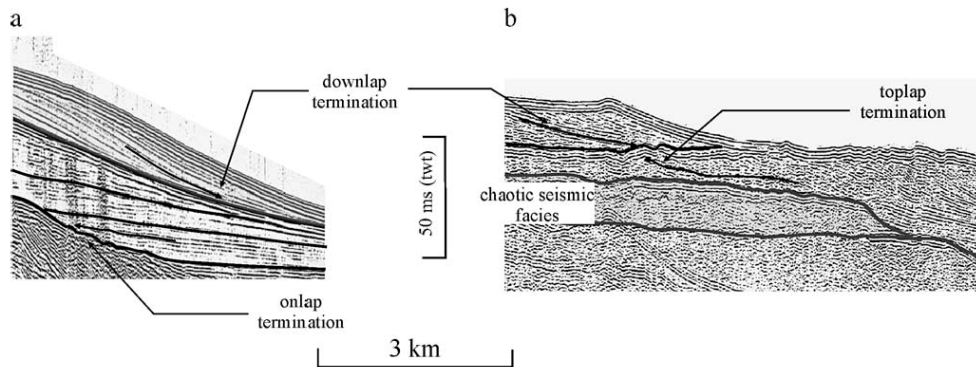 a
b
downlap
termination
toplap
termination
50 ms (twt)
chaotic seismic
facies
onlap
termination
3 km